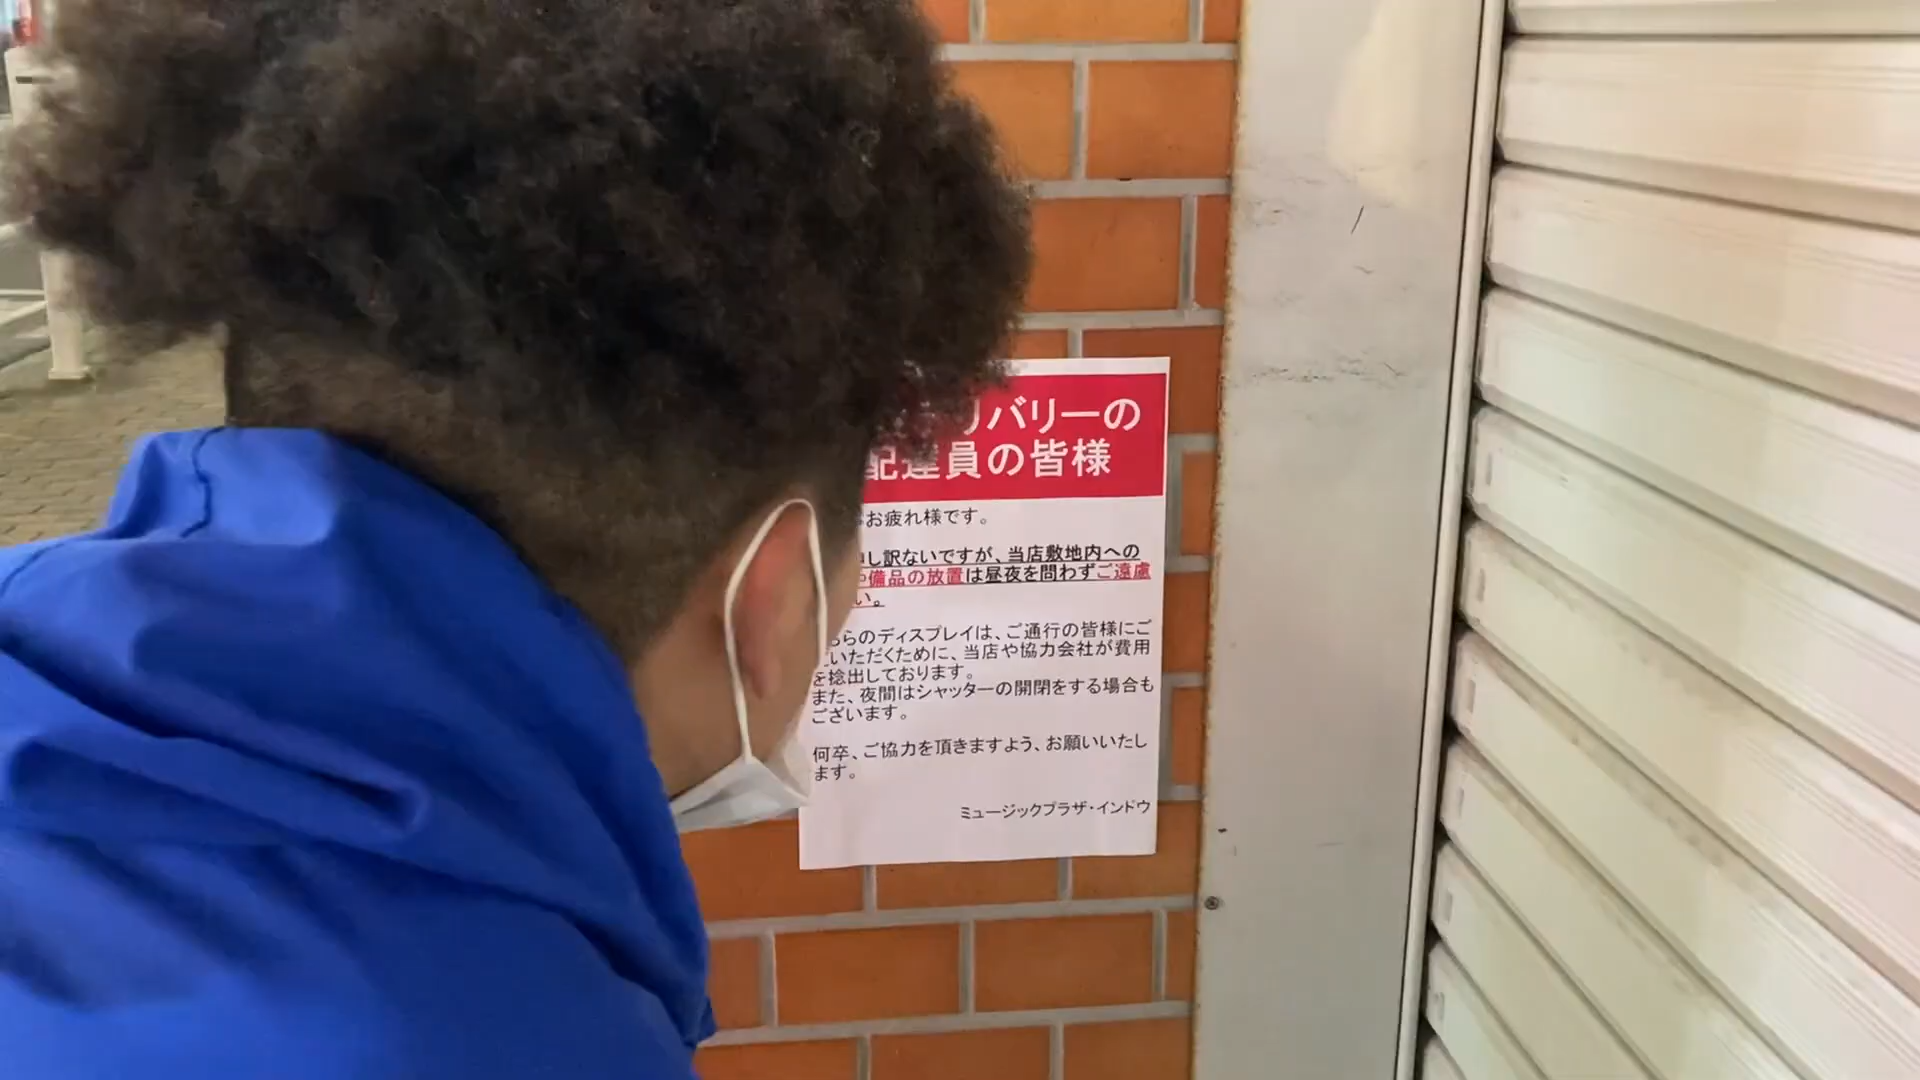 リバリーの
配達員の皆様
お疲れ様です。
し訳ないですが、当店敷地内への
備品の放置は昼夜を問わずご遠慮
い。
らのディスプレイは、ご通行の皆様にご
いただくために、当店や協力会社が費用
を捻出しております。
また、夜間はシャッターの開閉をする場合も
ございます。
何卒、ご協力を頂きますよう、お願いいたし
ます。
ミュージックプラザ・インドウ